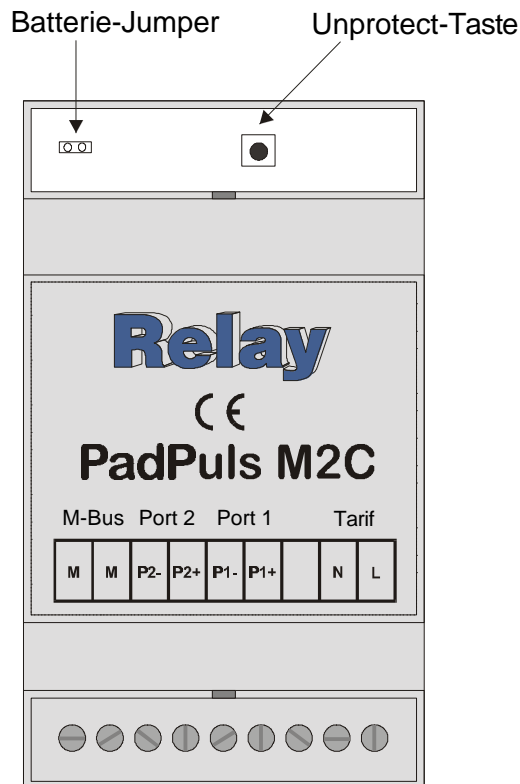 Batterie-Jumper Unprotect-Taste
Relay
CE
PadPuls M2C
M-Bus Port 2 Port 1 Tarif
M M P2- P2+ P1- P1+ N L